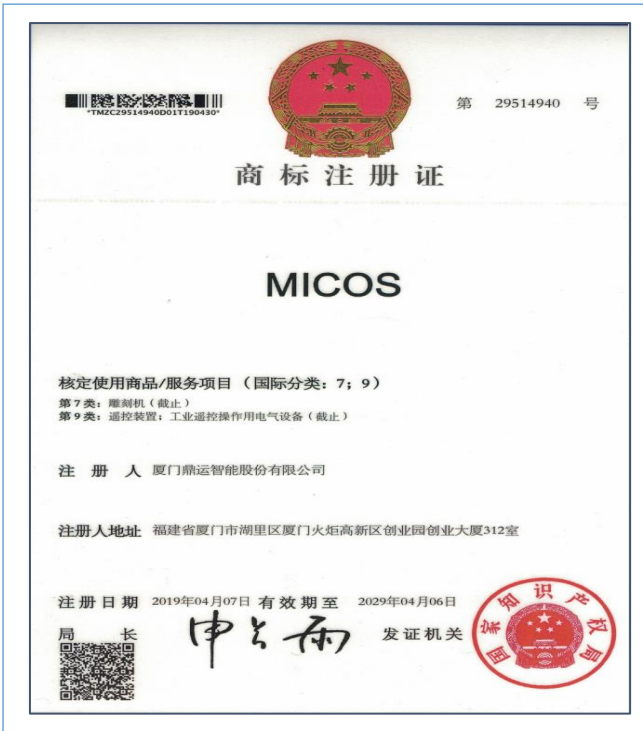 *TMZC29514940D01T190430*
第 29514940 号
商标注册证
MICOS
核定使用商品/服务项目（国际分类：7；9）
第7类：雕刻机（截止）
第9类：遥控装置；工业遥控操作用电气设备（截止）
注册人 厦门鼎运智能股份有限公司
注册人地址 福建省厦门市湖里区厦门火炬高新区创业园创业大厦312室
注册日期 2019年04月07日 有效期至 2029年04月06日
局长 申长雨 发证机关
国家知识产权局